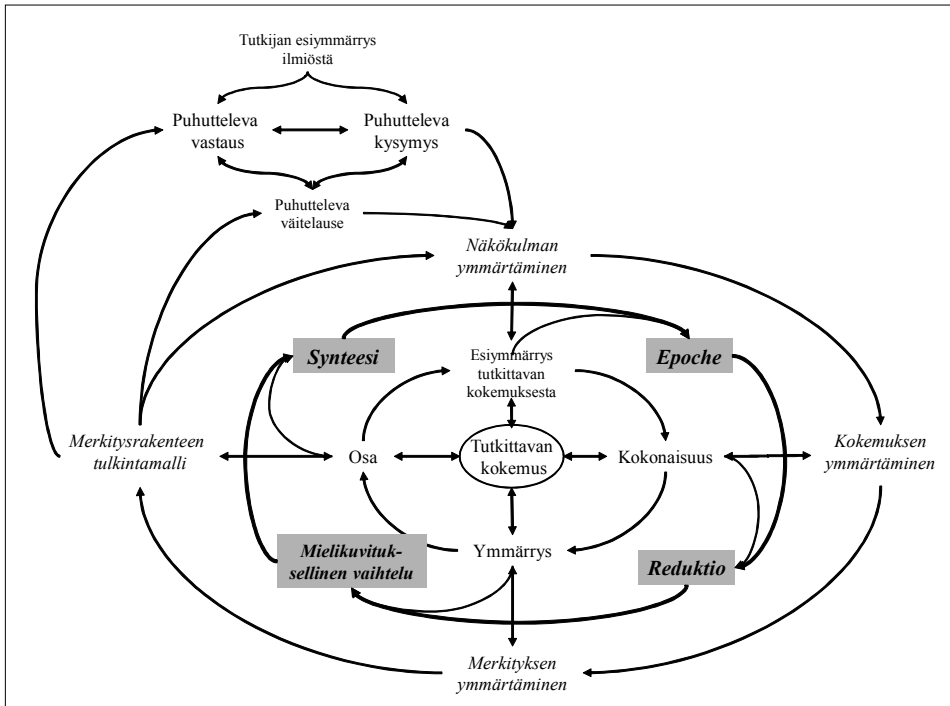 Tutkijan esiymmärrys
ilmiöstä
Puhutteleva
vastaus
Puhutteleva
kysymys
Puhutteleva
väitelause
Näkökulman
ymmärtäminen
Synteesi
Epoche
Esiymmärrys
tutkittavan
kokemuksesta
Merkitysrakenteen
tulkintamalli
Osa
Tutkittavan
kokemus
Kokonaisuus
Kokemuksen
ymmärtäminen
Mielikuvituk-
sellinen vaihtelu
Ymmärrys
Reduktio
Merkityksen
ymmärtäminen